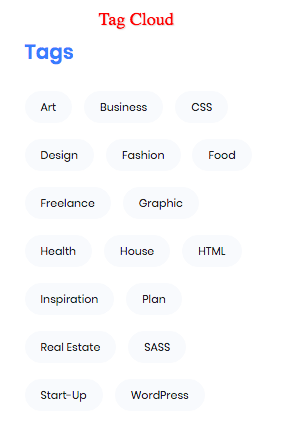 Tag Cloud
Tags
Art Business CSS
Design Fashion Food
Freelance Graphic
Health House HTML
Inspiration Plan
Real Estate SASS
Start-Up WordPress